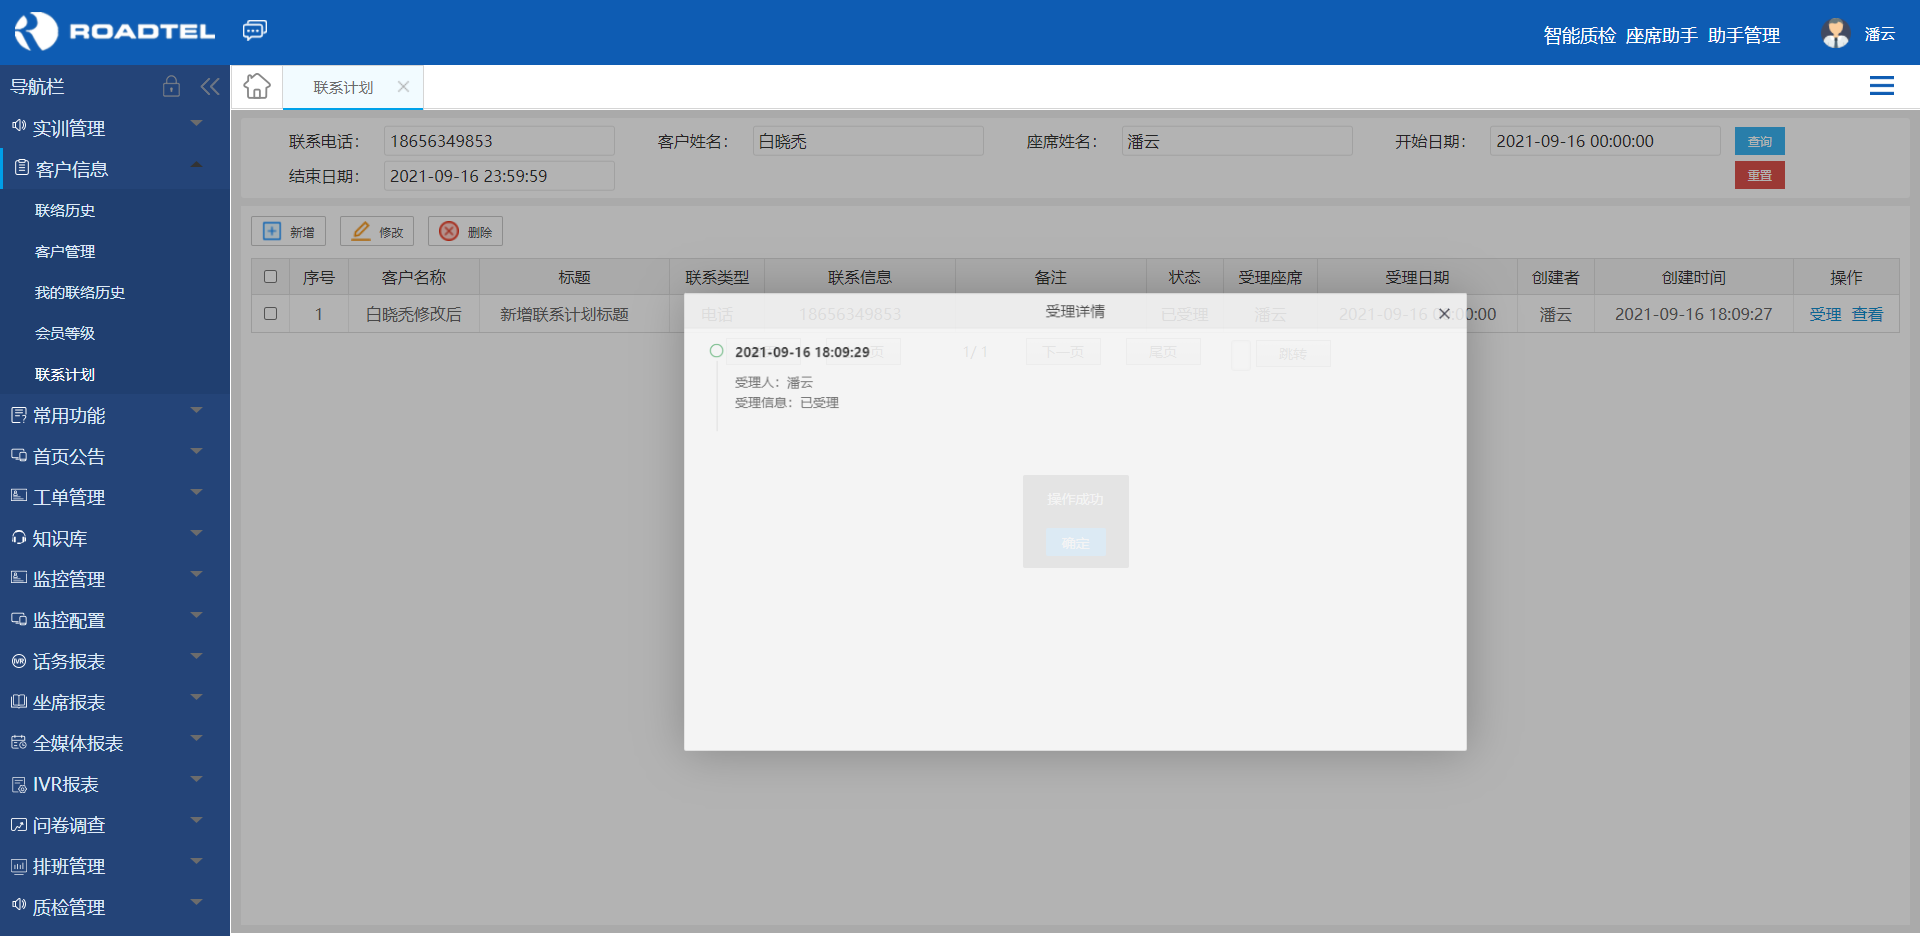 ROADTEL
智能质检 座席助手 助手管理 潘云
导航栏
实训管理
客户信息
联络历史
客户管理
我的联络历史
会员等级
联系计划
常用功能
首页公告
工单管理
知识库
监控管理
监控配置
话务报表
坐席报表
全媒体报表
IVR报表
问卷调查
排班管理
质检管理
联系计划
联系电话： 18656349853 客户姓名： 白晓秃 座席姓名： 潘云 开始日期： 2021-09-16 00:00:00 查询
结束日期： 2021-09-16 23:59:59 重置
新增 修改 删除
序号 客户名称 标题 联系类型 联系信息 备注 状态 受理座席 受理日期 创建者 创建时间 操作
1 白晓秃修改后 新增联系计划标题 电话 18656349853 已受理 潘云 2021-09-16 00:00:00 潘云 2021-09-16 18:09:27 受理 查看
1/ 1 下一页 尾页 跳转
受理详情
2021-09-16 18:09:29
受理人：潘云
受理信息：已受理
操作成功
确定